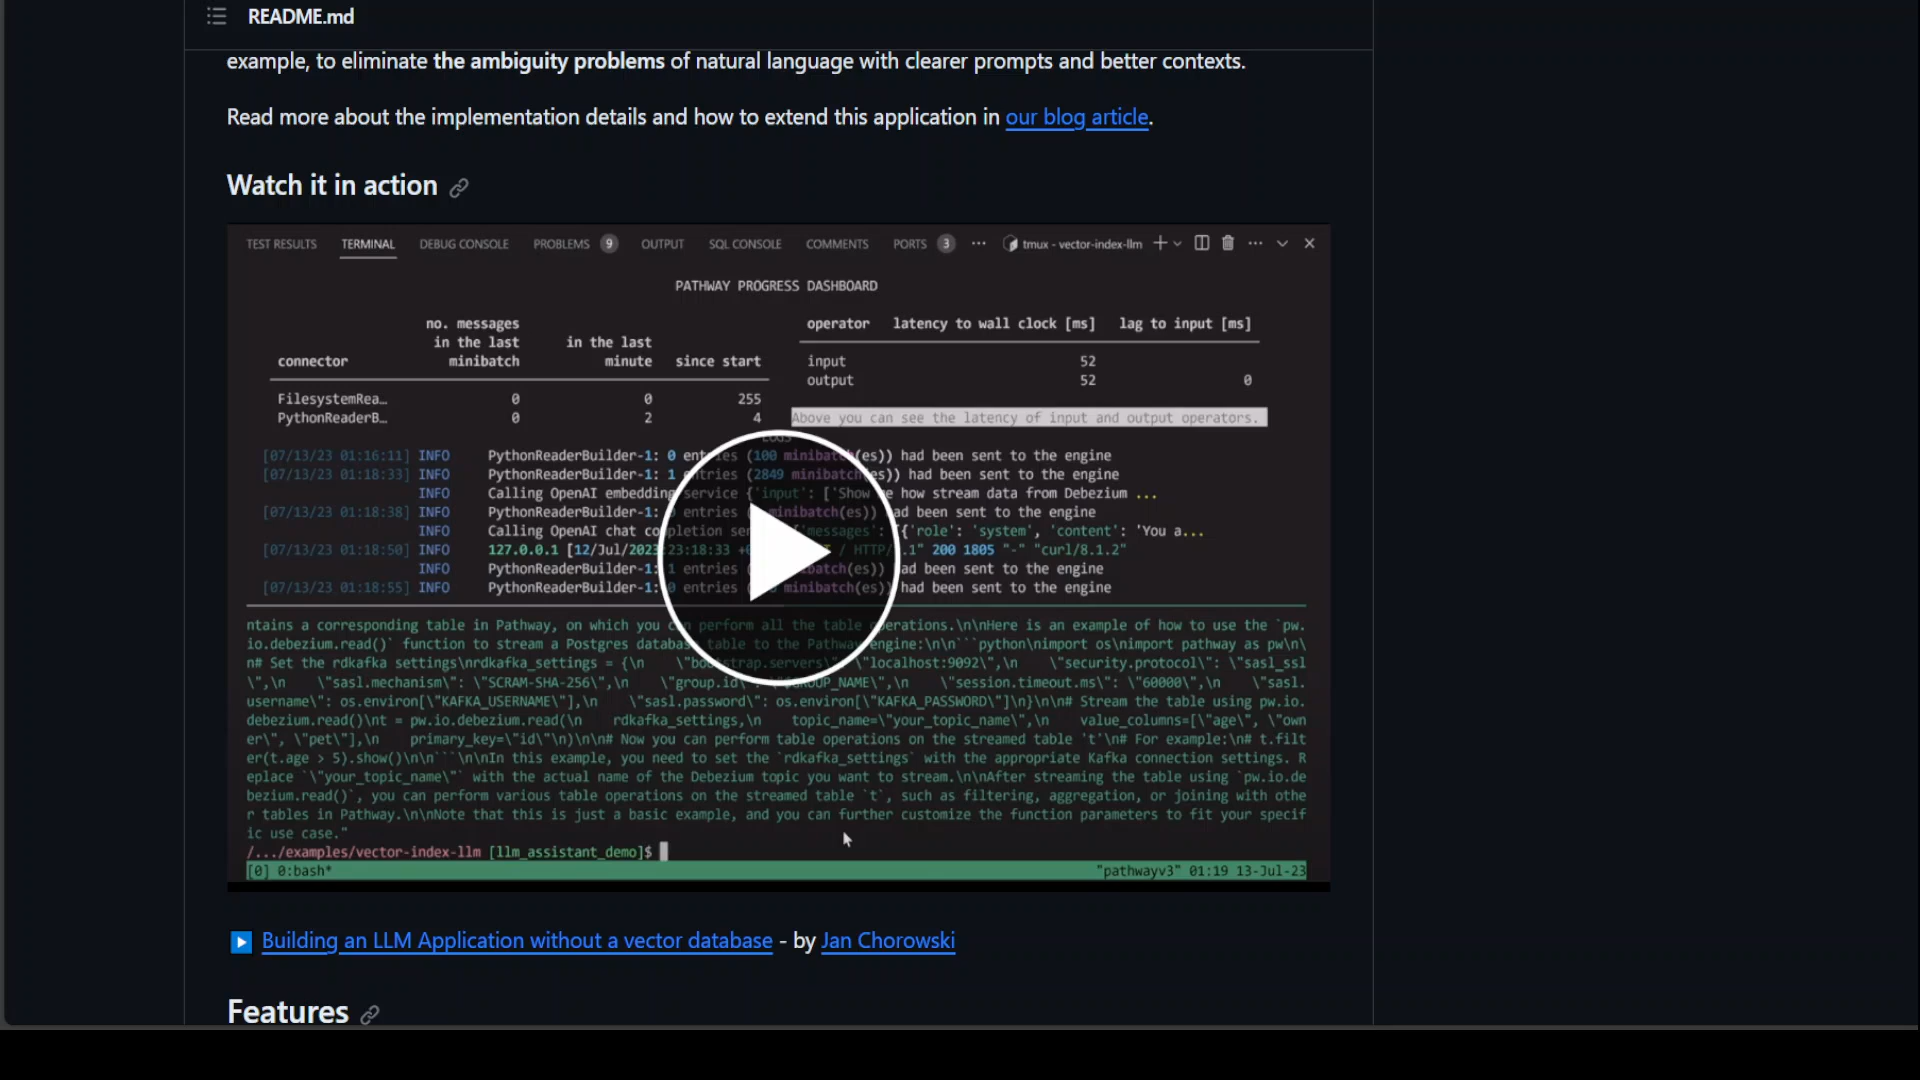 README.md
example, to eliminate the ambiguity problems of natural language with clearer prompts and better contexts.
Read more about the implementation details and how to extend this application in our blog article.
Watch it in action
TEST RESULTS TERMINAL DEBUG CONSOLE PROBLEMS 9 OUTPUT SQL CONSOLE COMMENTS PORTS 3 ··· tmux - vector-index-llm
PATHWAY PROGRESS DASHBOARD
no. messages
in the last in the last
connector minibatch minute since start
FilesystemRea… 0 0 255
PythonReaderB… 0 2 4
operator latency to wall clock [ms] lag to input [ms]
input 52
output 52 0
Above you can see the latency of input and output operators.
LOGS
[07/13/23 01:16:11] INFO PythonReaderBuilder-1: 0 entries (100 minibatch(es)) had been sent to the engine
[07/13/23 01:18:33] INFO PythonReaderBuilder-1: 1 entries (2849 minibatch(es)) had been sent to the engine
INFO Calling OpenAI embedding service {'input': ['Show me how stream data from Debezium ...
[07/13/23 01:18:38] INFO PythonReaderBuilder-1: entries ( minibatch(es)) had been sent to the engine
INFO Calling OpenAI chat completion 'messages': [{'role': 'system', 'content': 'You a...
[07/13/23 01:18:50] INFO 127.0.0.1 [12/Jul/2023:23:18:33 / HTTP/1.1" 200 1805 "-" "curl/8.1.2"
INFO PythonReaderBuilder-1: 1 entries ( minibatch(es)) had been sent to the engine
[07/13/23 01:18:55] INFO PythonReaderBuilder-1: 0 entries ( minibatch(es)) had been sent to the engine
ntains a corresponding table in Pathway, on which you can perform all the table operations.\n\nHere is an example of how to use the `pw.
io.debezium.read()` function to stream a Postgres database table to the Pathway engine:\n\n```python\nimport os\nimport pathway as pw\n\
n# Set the rdkafka settings\nrdkafka_settings = {\n \"bootstrap.servers\": \"localhost:9092\",\n \"security.protocol\": \"sasl_ssl
\",\n \"sasl.mechanism\": \"SCRAM-SHA-256\",\n \"group.id\": \"$GROUP_NAME\",\n \"session.timeout.ms\": \"60000\",\n \"sasl.
username\": os.environ[\"KAFKA_USERNAME\"],\n \"sasl.password\": os.environ[\"KAFKA_PASSWORD\"]\n}\n\n# Stream the table using pw.io.
debezium.read()\nt = pw.io.debezium.read(\n rdkafka_settings,\n topic_name=\"your_topic_name\",\n value_columns=[\"age\", \"own
er\", \"pet\"],\n primary_key=\"id\"\n)\n\n# Now you can perform table operations on the streamed table 't'\n# For example:\n# t.filt
er(t.age > 5).show()\n\n```\n\nIn this example, you need to set the `rdkafka_settings` with the appropriate Kafka connection settings. R
eplace `\"your_topic_name\"` with the actual name of the Debezium topic you want to stream.\n\nAfter streaming the table using `pw.io.de
bezium.read()`, you can perform various table operations on the streamed table `t`, such as filtering, aggregation, or joining with othe
r tables in Pathway.\n\nNote that this is just a basic example, and you can further customize the function parameters to fit your specif
ic use case."
/.../examples/vector-index-llm [llm_assistant_demo]$
[0] 0:bash* "pathwayv3" 01:19 13-Jul-23
Building an LLM Application without a vector database - by Jan Chorowski
Features